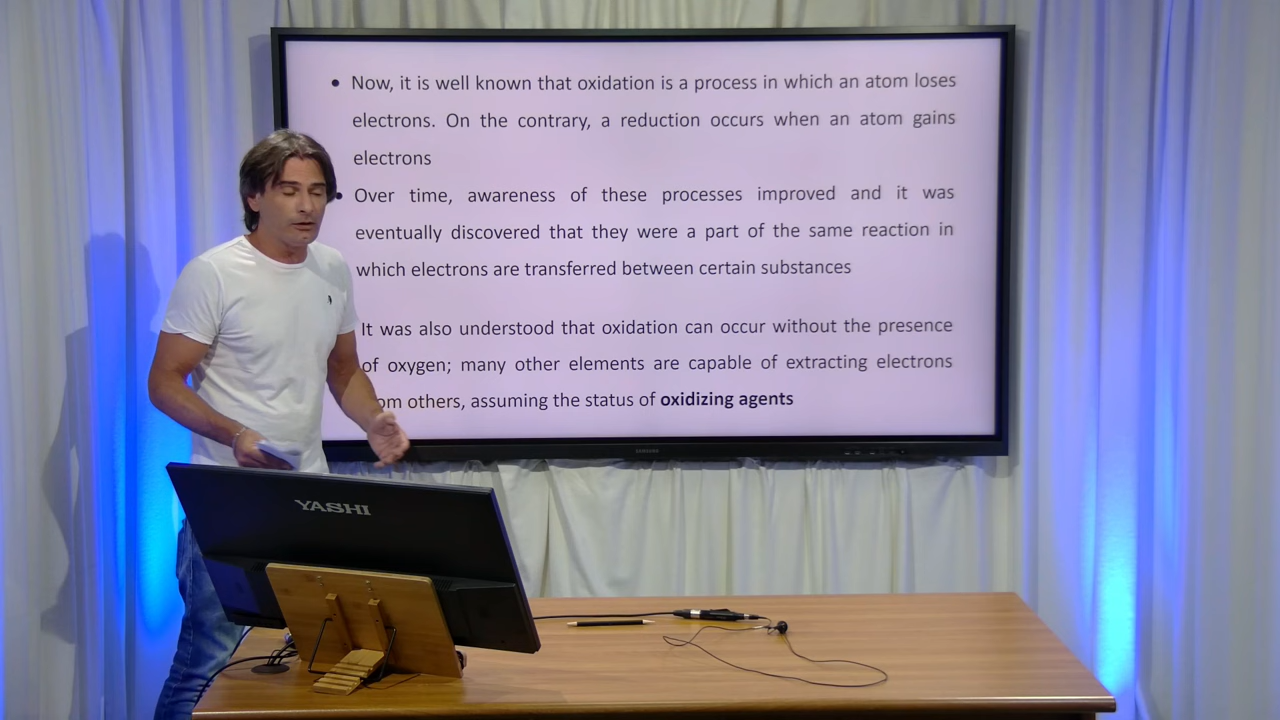 • Now, it is well known that oxidation is a process in which an atom loses
electrons. On the contrary, a reduction occurs when an atom gains
electrons
• Over time, awareness of these processes improved and it was
eventually discovered that they were a part of the same reaction in
which electrons are transferred between certain substances
It was also understood that oxidation can occur without the presence
of oxygen; many other elements are capable of extracting electrons
om others, assuming the status of oxidizing agents
SAMSUNG
YASHI